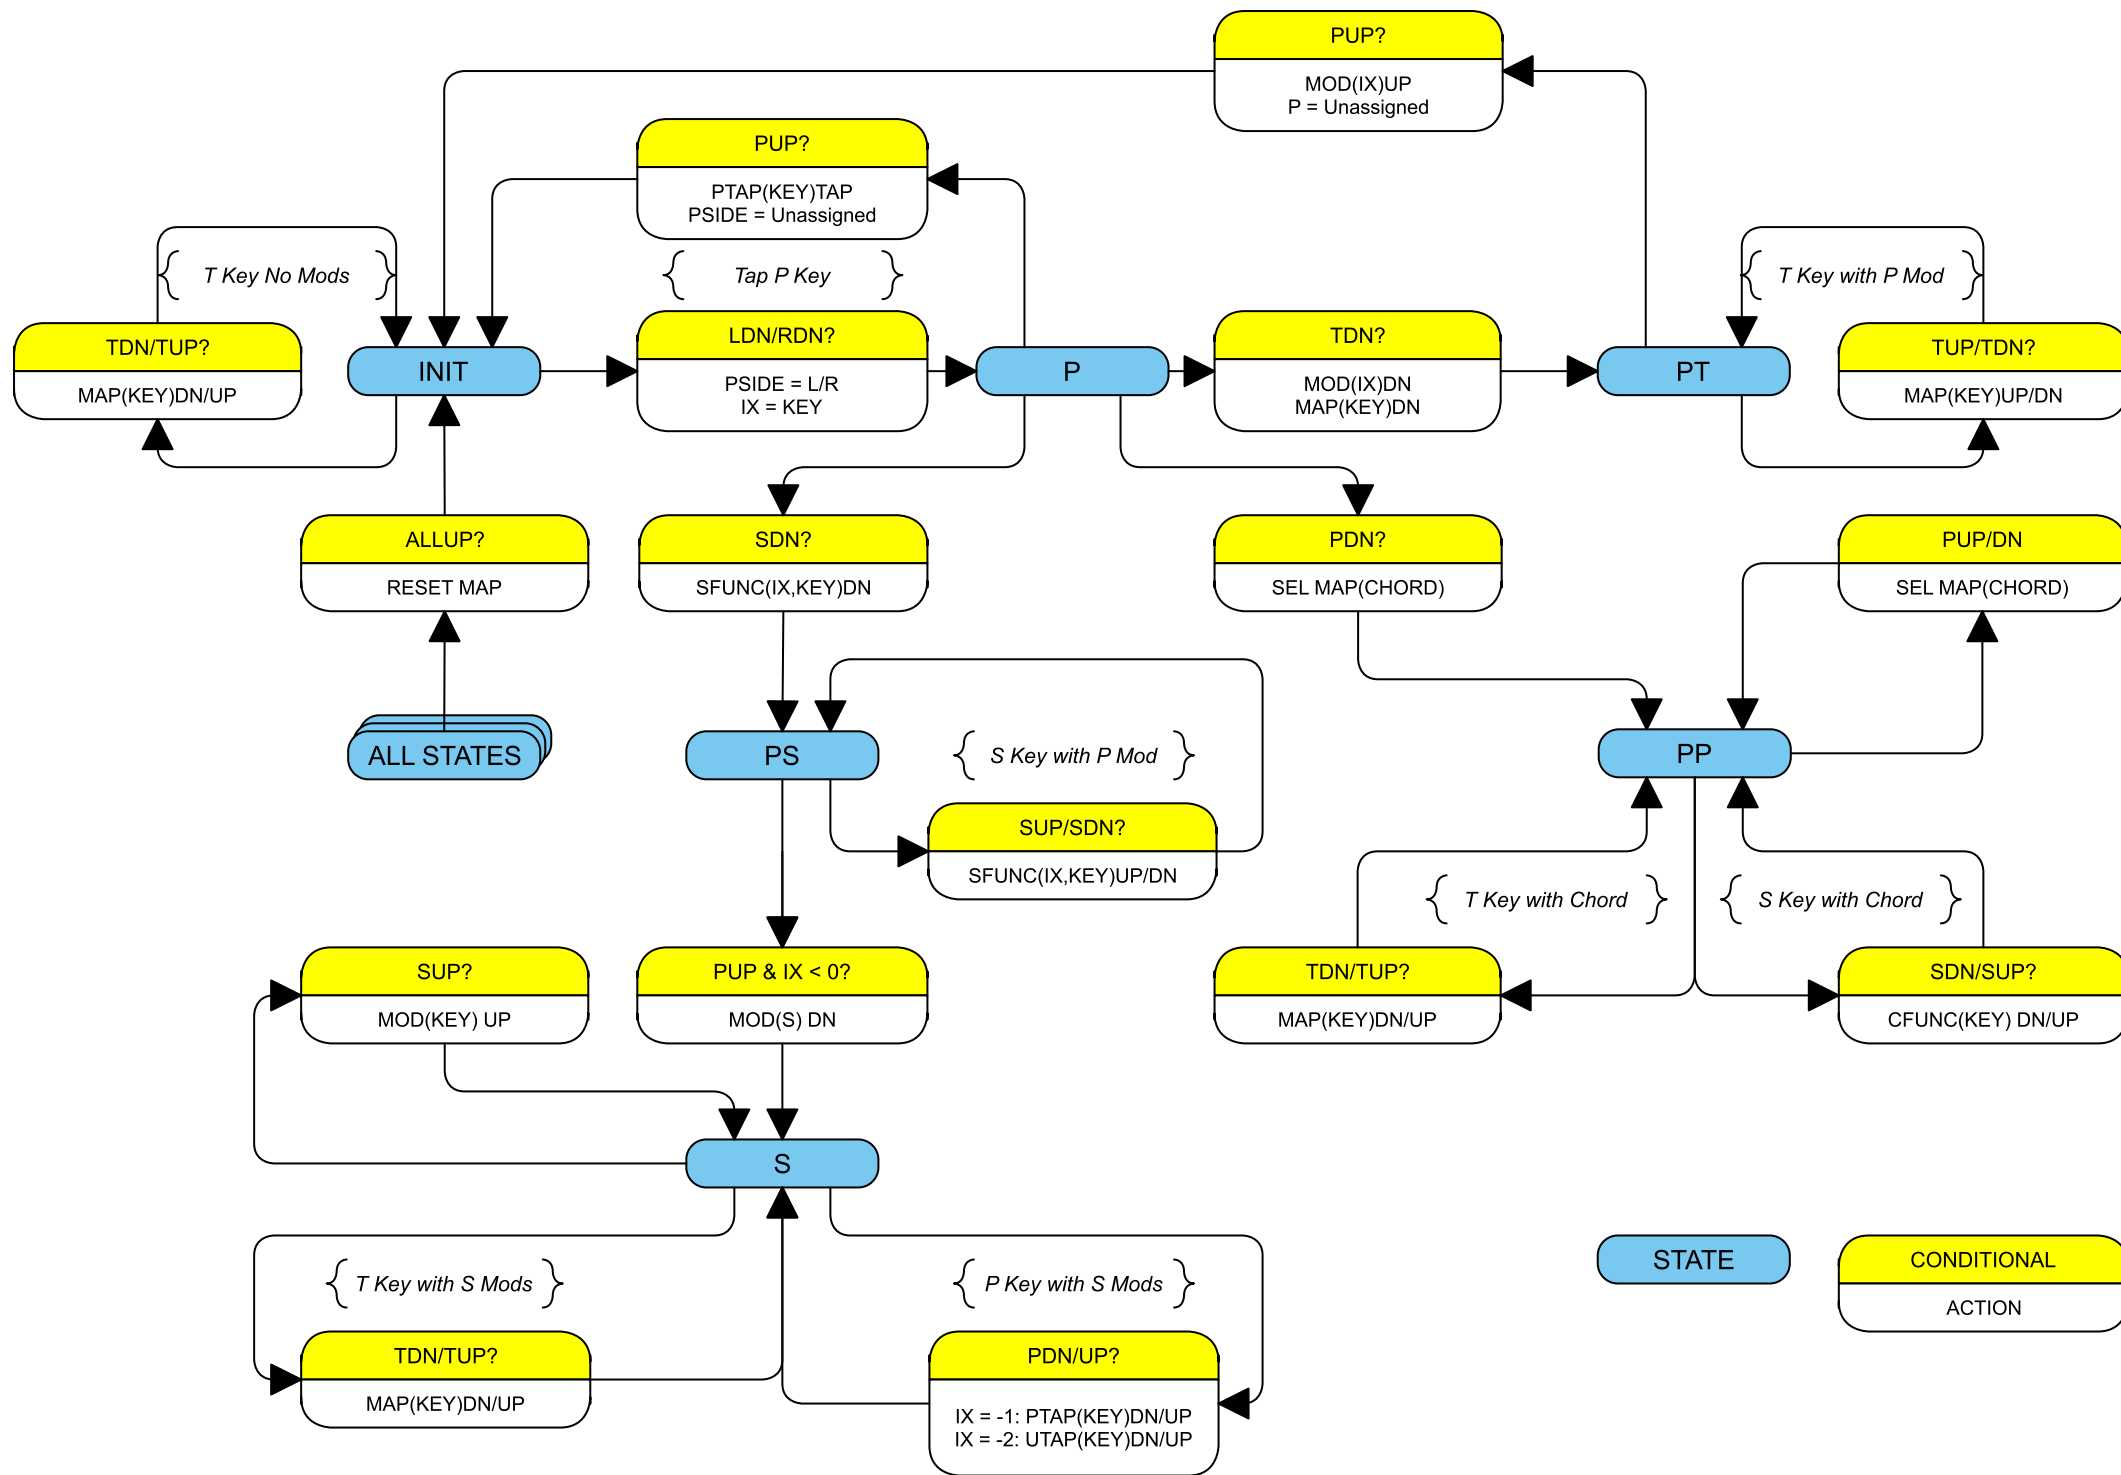 PUP?
MOD(IX)UP
P = Unassigned
PUP?
PTAP(KEY)TAP
PSIDE = Unassigned
T Key No Mods
Tap P Key
T Key with P Mod
TDN/TUP?
MAP(KEY)DN/UP
INIT
LDN/RDN?
PSIDE = L/R
IX = KEY
P
TDN?
MOD(IX)DN
MAP(KEY)DN
PT
TUP/TDN?
MAP(KEY)UP/DN
ALLUP?
RESET MAP
SDN?
SFUNC(IX,KEY)DN
PDN?
SEL MAP(CHORD)
PUP/DN
SEL MAP(CHORD)
ALL STATES
PS
S Key with P Mod
PP
SUP/SDN?
SFUNC(IX,KEY)UP/DN
T Key with Chord
S Key with Chord
SUP?
MOD(KEY) UP
PUP & IX < 0?
MOD(S) DN
TDN/TUP?
MAP(KEY)DN/UP
SDN/SUP?
CFUNC(KEY) DN/UP
S
T Key with S Mods
P Key with S Mods
STATE
CONDITIONAL
ACTION
TDN/TUP?
MAP(KEY)DN/UP
PDN/UP?
IX = -1: PTAP(KEY)DN/UP
IX = -2: UTAP(KEY)DN/UP